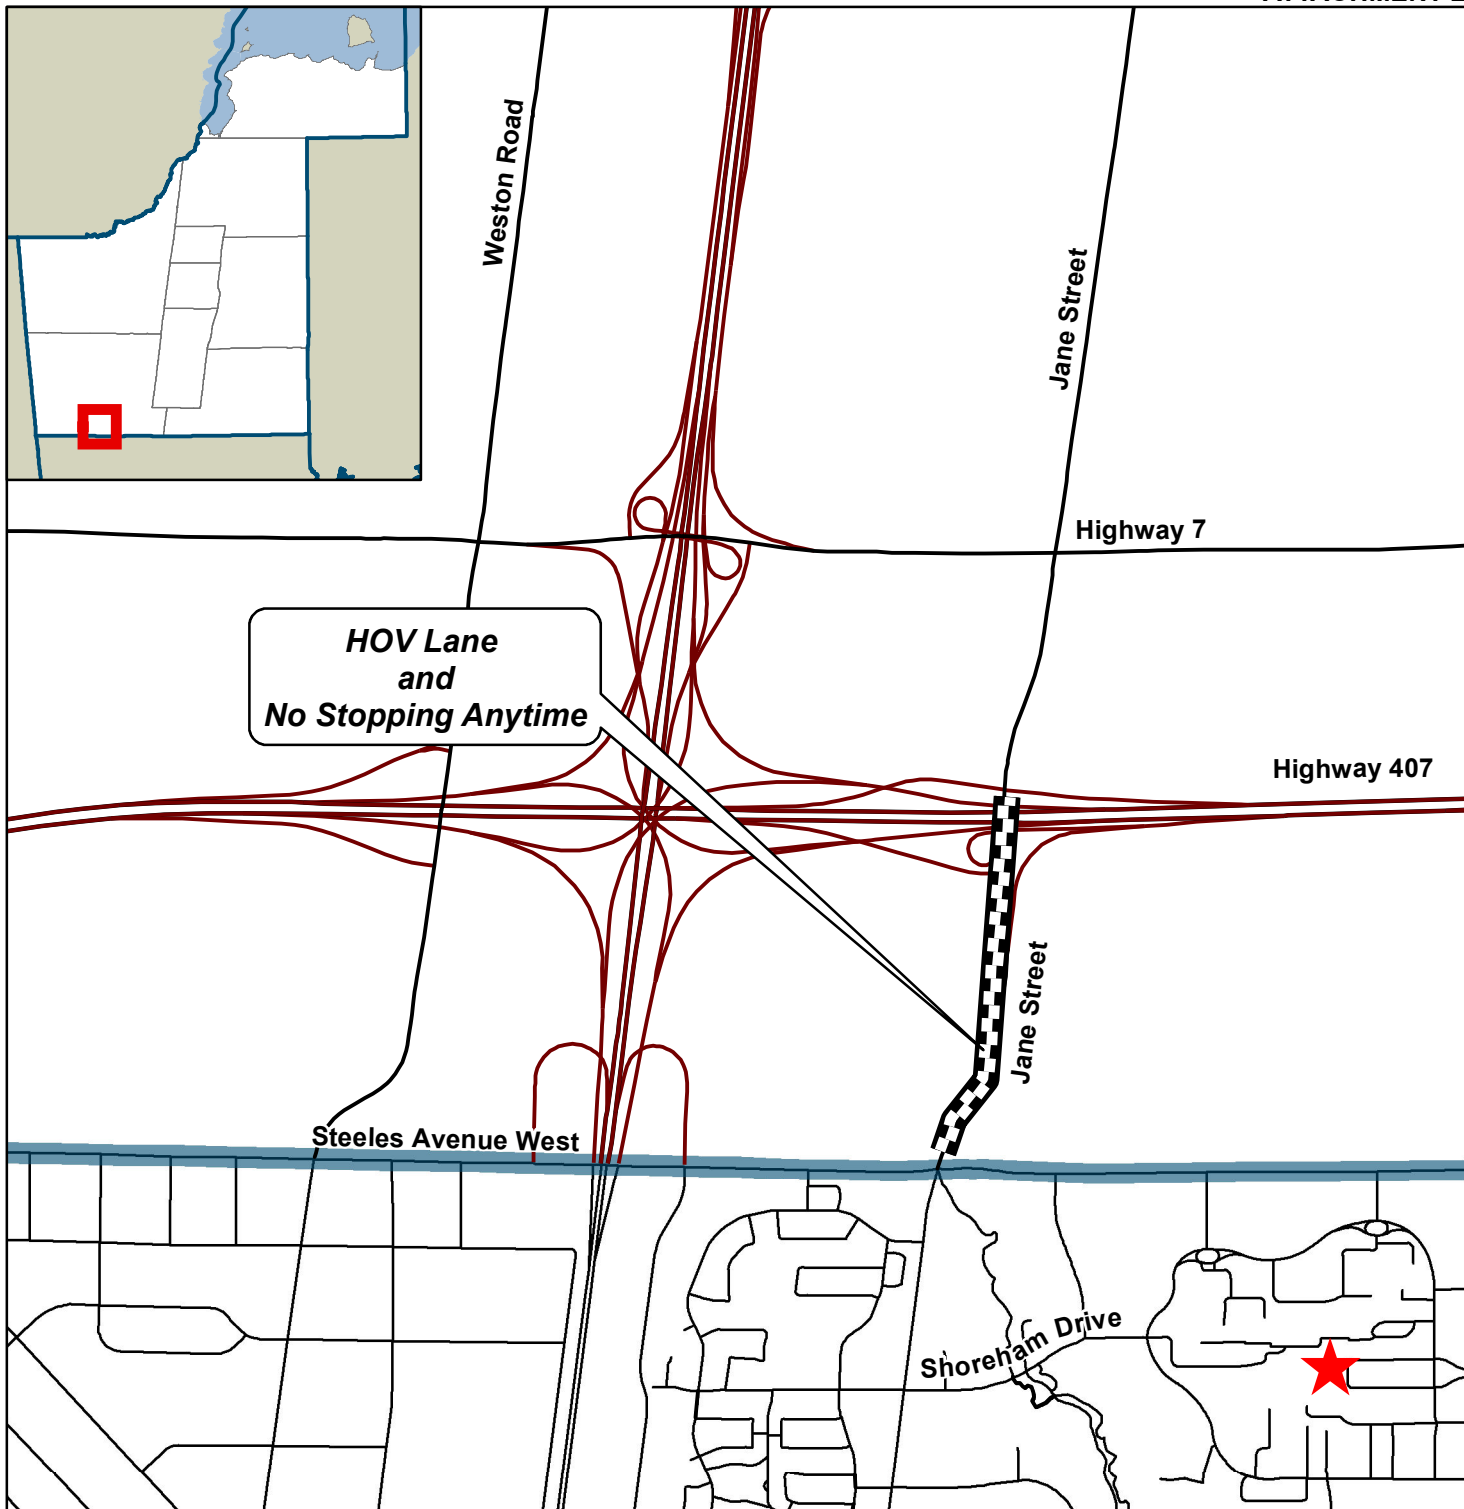 Weston Road
Jane Street
Highway 7
HOV Lane
and
No Stopping Anytime
Highway 407
Jane Street
Steeles Avenue West
Shoreham Drive